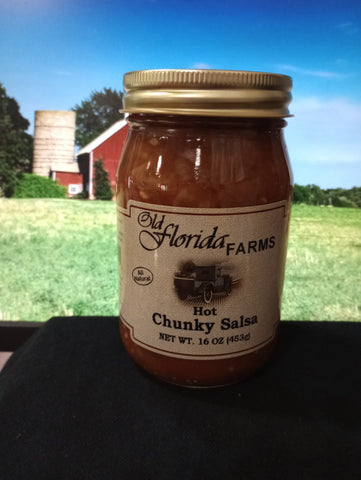 Old
Florida FARMS
All
Natural
Hot
Chunky Salsa
NET WT. 16 OZ (453g)